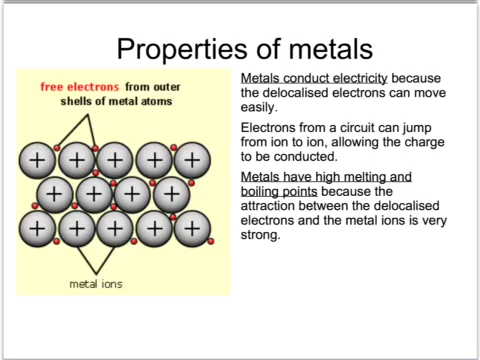 Properties of metals
free electrons from outer
shells of metal atoms
+ + + + +
+ + + +
+ + + + +
metal ions
Metals conduct electricity because
the delocalised electrons can move
easily.
Electrons from a circuit can jump
from ion to ion, allowing the charge
to be conducted.
Metals have high melting and
boiling points because the
attraction between the delocalised
electrons and the metal ions is very
strong.